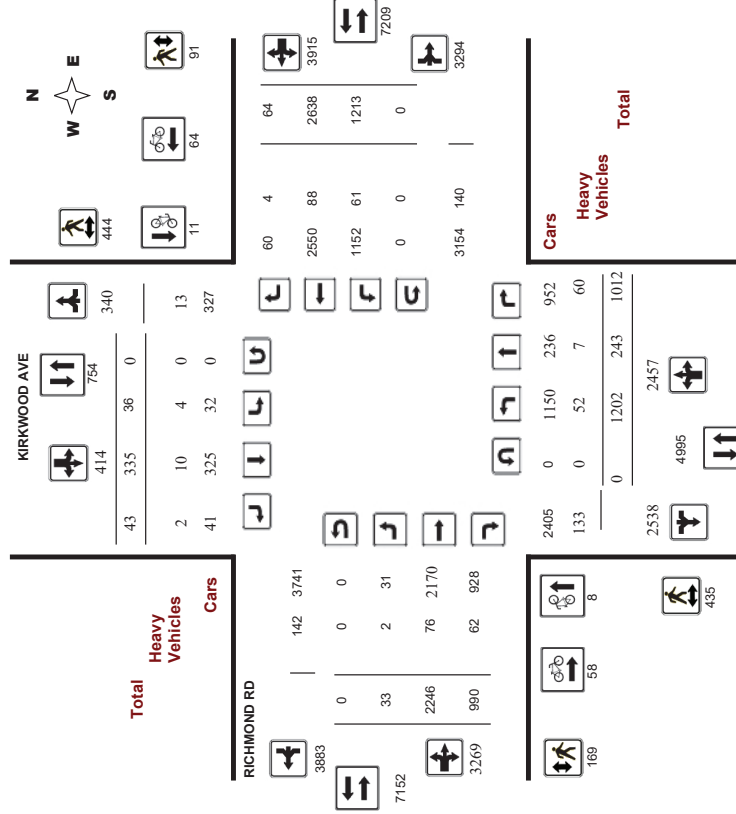 KIRKWOOD AVE
N
W E
S
444
91
11
64
414
754
340
43 335 36 0
2 10 4 0 13
41 325 32 0 327
Total
Heavy
Vehicles
Cars
RICHMOND RD
3883
7152
3269
142 3741
0 0 0
33 2 31
2246 76 2170
990 62 928
60 4 64
2550 88 2638
1152 61 1213
0 0 0
3154 140
3915
7209
3294
2405 0 1150 236 952
133 0 52 7 60
0 1202 243 1012
2538
4995
2457
Cars
Heavy
Vehicles
Total
169
58
8
435